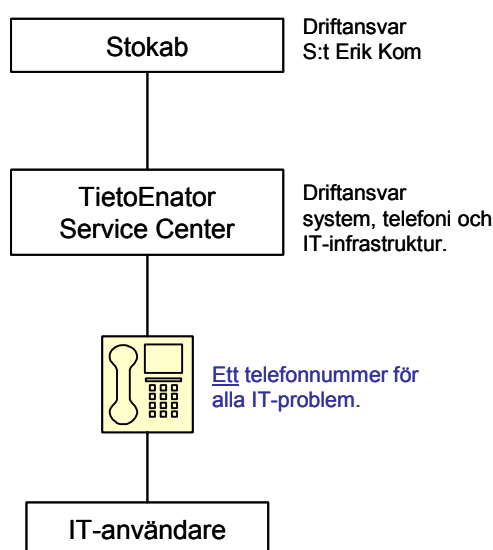 Stokab
Driftansvar
S:t Erik Kom
TietoEnator
Service Center
Driftansvar
system, telefoni och
IT-infrastruktur.
Ett telefonnummer för
alla IT-problem.
IT-användare